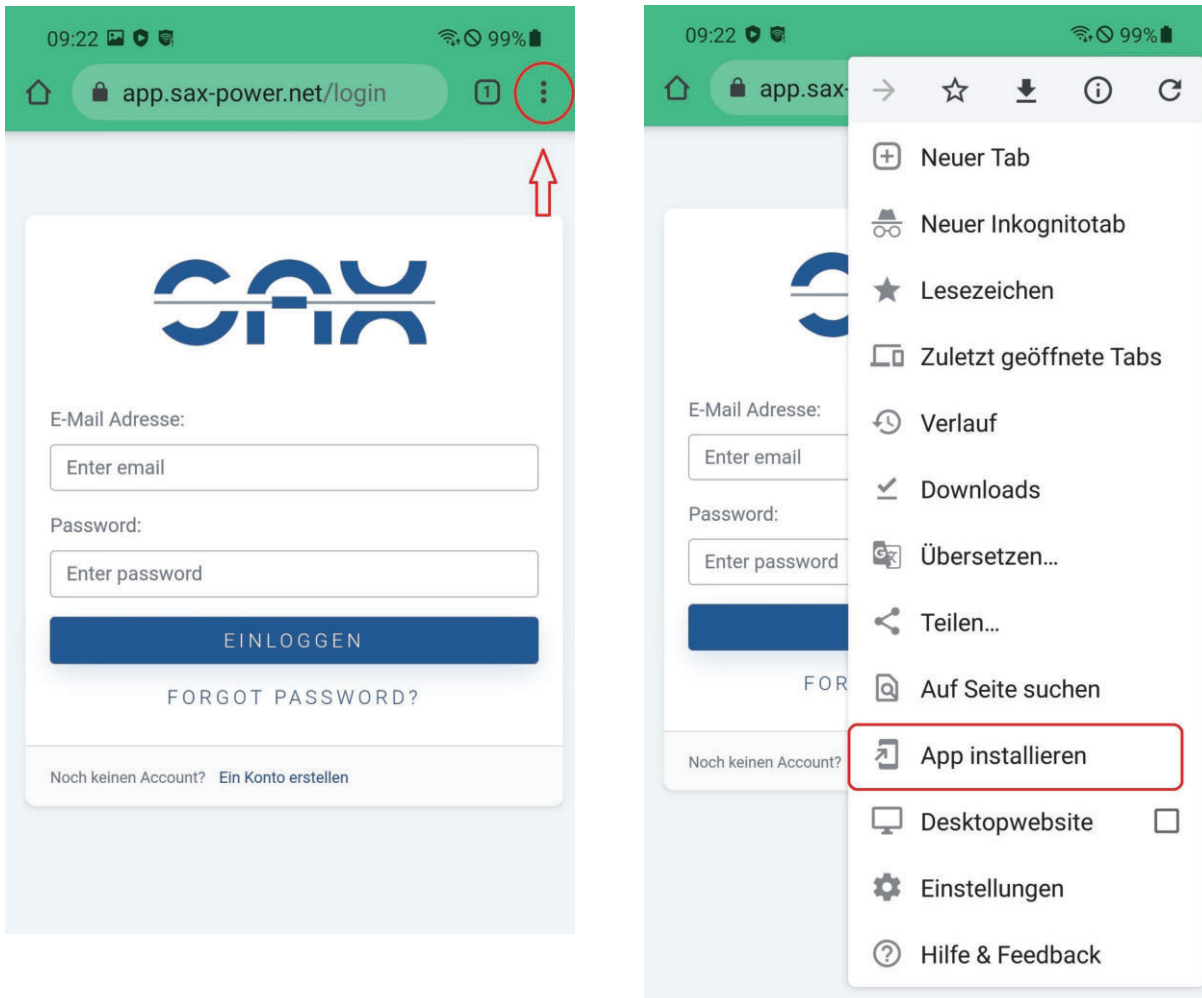 09:22 99%
app.sax-power.net/login 1
SAX
E-Mail Adresse:
Enter email
Password:
Enter password
EINLOGGEN
FORGOT PASSWORD?
Noch keinen Account? Ein Konto erstellen
09:22 99%
app.sax-
E-Mail Adresse:
Enter email
Password:
Enter password
FOR
Noch keinen Account?
Neuer Tab
Neuer Inkognitotab
Lesezeichen
Zuletzt geöffnete Tabs
Verlauf
Downloads
Übersetzen...
Teilen...
Auf Seite suchen
App installieren
Desktopwebsite
Einstellungen
Hilfe & Feedback